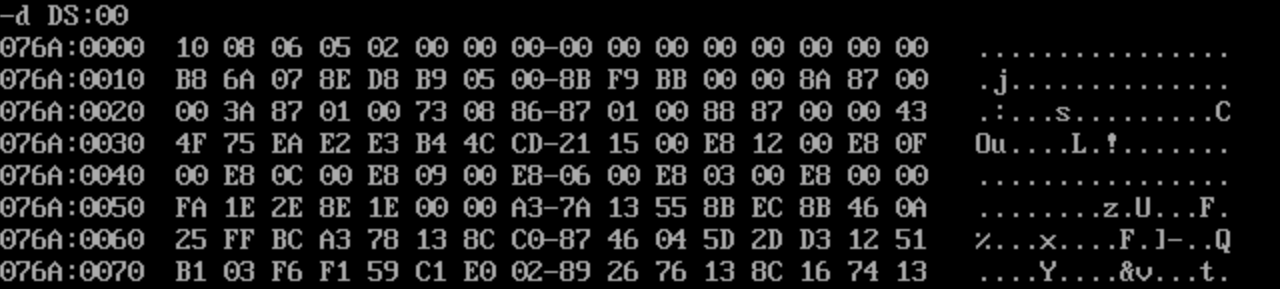 -d DS:00
076A:0000  10 08 06 05 02 00 00 00-00 00 00 00 00 00 00 00   ................
076A:0010  B8 6A 07 8E D8 B9 05 00-8B F9 BB 00 00 8A 87 00   .j..............
076A:0020  00 3A 87 01 00 73 08 86-87 01 00 88 87 00 00 43   .:...s.........C
076A:0030  4F 75 EA E2 E3 B4 4C CD-21 15 00 E8 12 00 E8 0F   Ou....L.!.......
076A:0040  00 E8 0C 00 E8 09 00 E8-06 00 E8 03 00 E8 00 00   ................
076A:0050  FA 1E 2E 8E 1E 00 00 A3-7A 13 55 8B EC 8B 46 0A   ........z.U...F.
076A:0060  25 FF BC A3 78 13 8C C0-87 46 04 5D 2D D3 12 51   %...x....F.]-..Q
076A:0070  B1 03 F6 F1 59 C1 E0 02-89 26 76 13 8C 16 74 13   ....Y....&v...t.